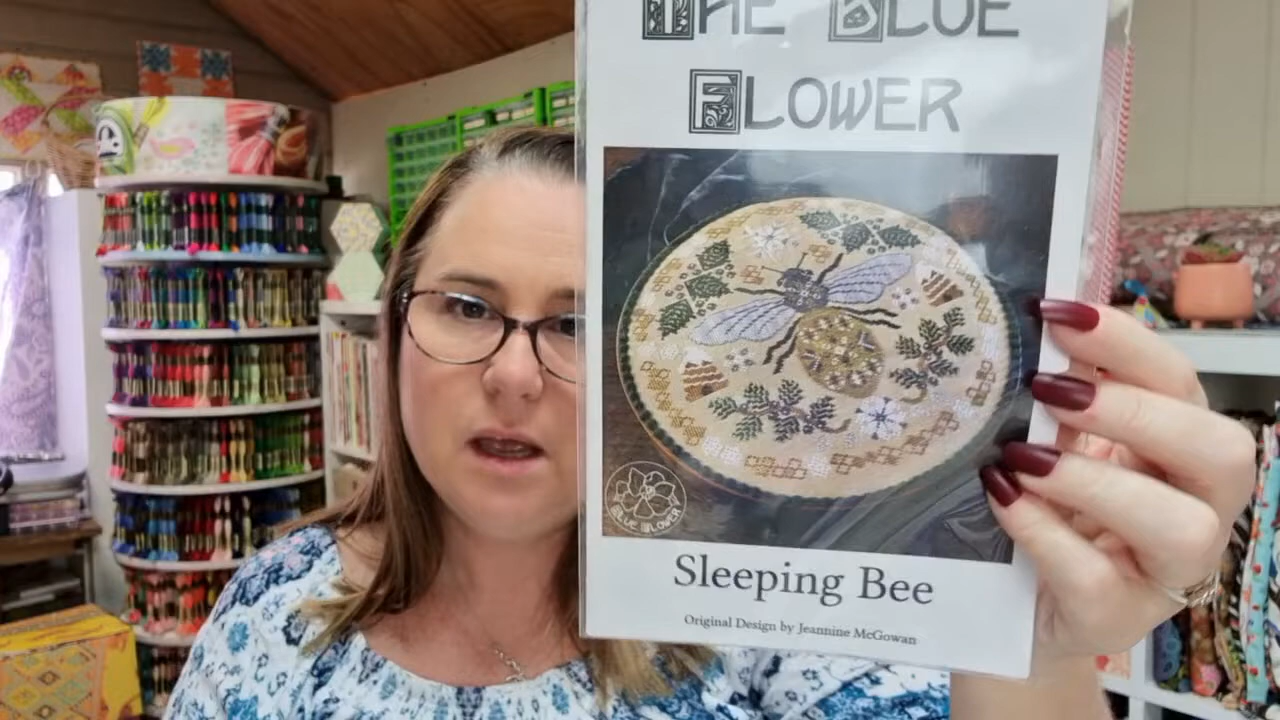 THE BLUE
FLOWER
BLUE FLOWER
Sleeping Bee
Original Design by Jeannine McGowan